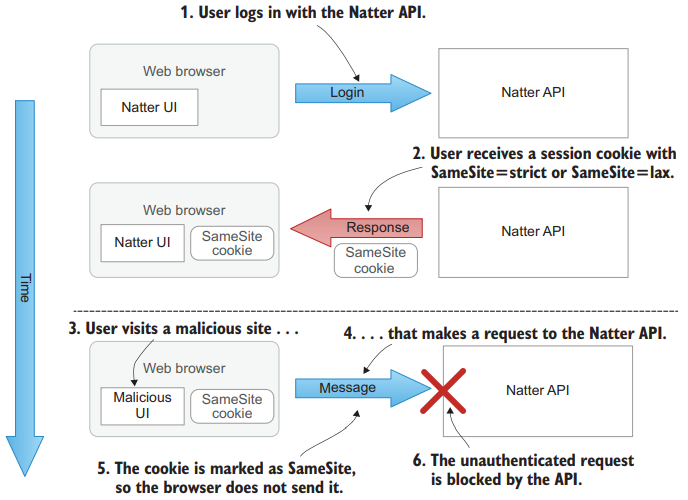 1. User logs in with the Natter API.
Web browser
Natter UI
Login
Natter API
2. User receives a session cookie with
SameSite=strict or SameSite=lax.
Web browser
Natter UI
SameSite
cookie
Response
SameSite
cookie
Natter API
Time
3. User visits a malicious site . . .
4. . . . that makes a request to the Natter API.
Web browser
Malicious
UI
SameSite
cookie
Message
Natter API
5. The cookie is marked as SameSite,
so the browser does not send it.
6. The unauthenticated request
is blocked by the API.